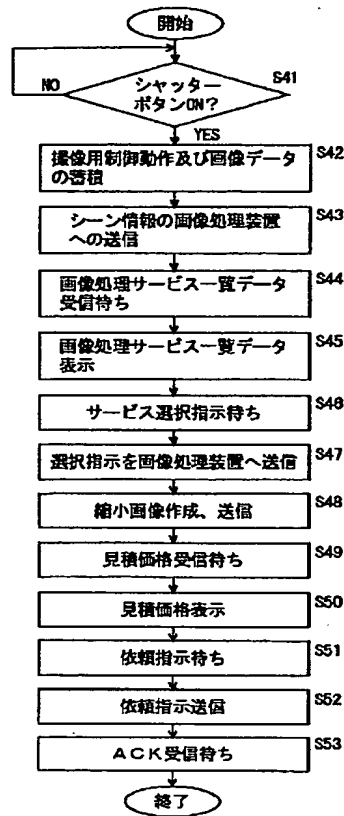 開始
シャッター
ボタンON?
S41
NO
YES
撮像用制御動作及び画像データ
の蓄積
S42
シーン情報の画像処理装置
への送信
S43
画像処理サービス一覧データ
受信待ち
S44
画像処理サービス一覧データ
表示
S45
サービス選択指示待ち
S46
選択指示を画像処理装置へ送信
S47
縮小画像作成、送信
S48
見積価格受信待ち
S49
見積価格表示
S50
依頼指示待ち
S51
依頼指示送信
S52
ACK受信待ち
S53
終了